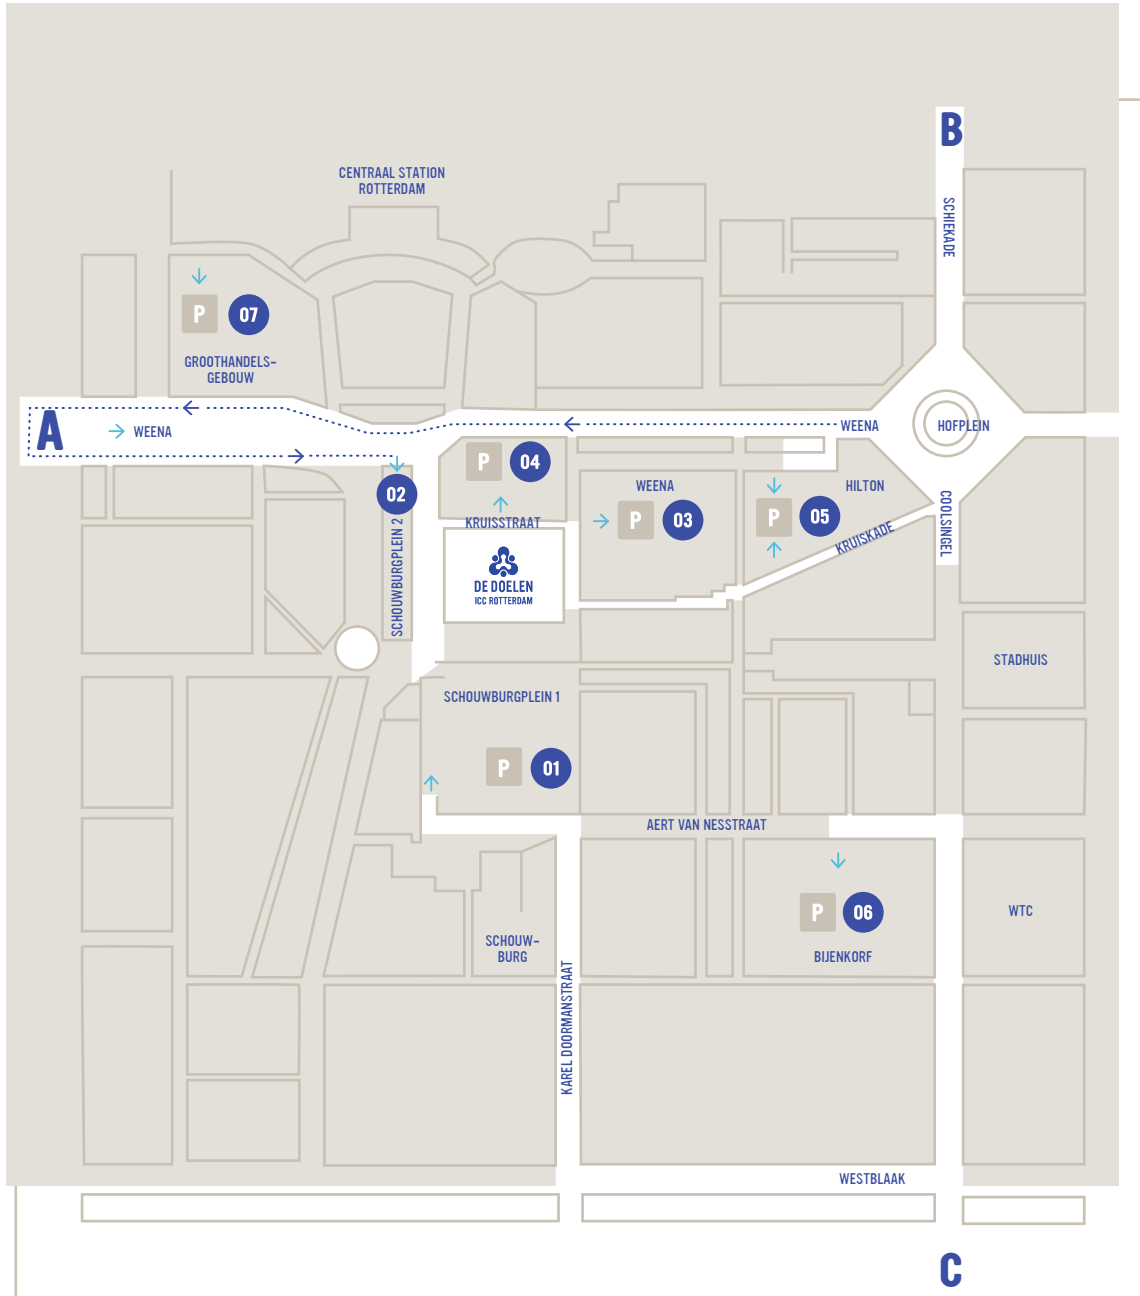 B
SCHIEKADE
CENTRAAL STATION
ROTTERDAM
P
07
GROOTHANDELS-
GEBOUW
A
WEENA
WEENA
HOFPLEIN
P
04
02
WEENA
HILTON
P
03
P
05
KRUISSTRAAT
KRUISKADE
COOLSINGEL
SCHOUWBURGPLEIN 2
DE DOELEN
ICC ROTTERDAM
STADHUIS
SCHOUWBURGPLEIN 1
P
01
AERT VAN NESSTRAAT
P
06
WTC
SCHOUW-
BURG
BIJENKORF
KAREL DOORMANSTRAAT
WESTBLAAK
C